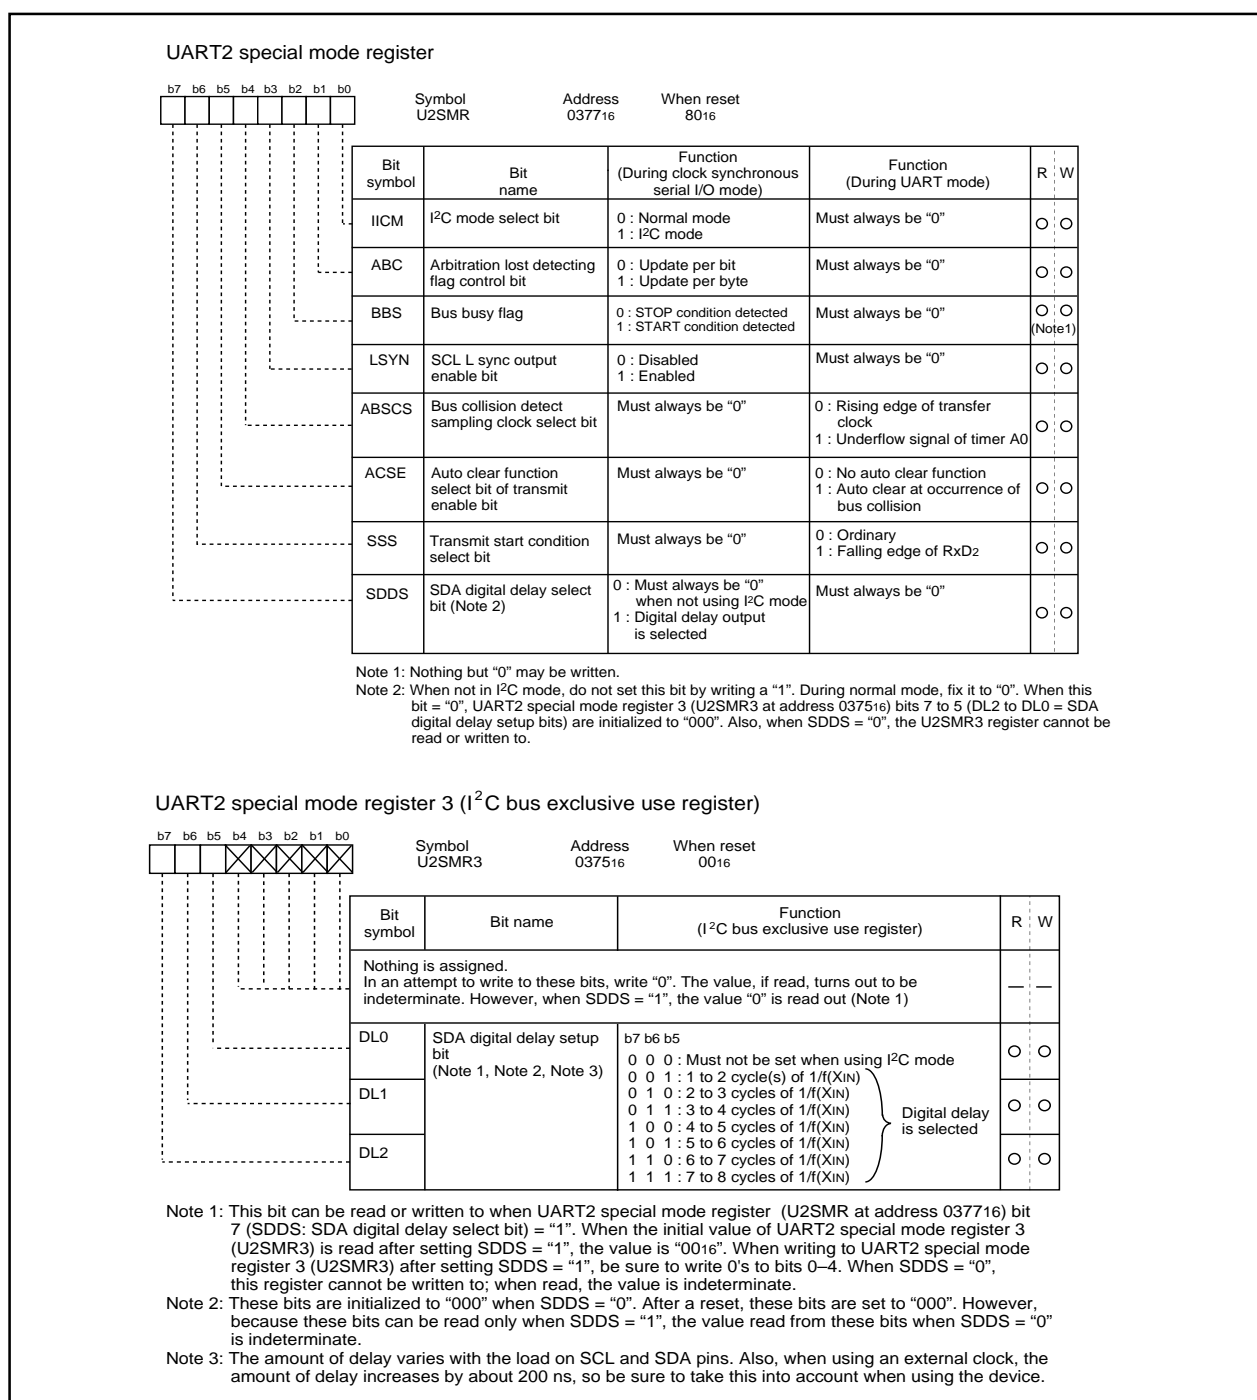 UART2 special mode register
b7 b6 b5 b4 b3 b2 b1 b0
Symbol Address When reset
U2SMR 037716 8016
Bit symbol Bit name Function (During clock synchronous serial I/O mode) Function (During UART mode) R W
IICM I2C mode select bit 0 : Normal mode Must always be “0”
1 : I2C mode
ABC Arbitration lost detecting 0 : Update per bit Must always be “0”
flag control bit 1 : Update per byte
BBS Bus busy flag 0 : STOP condition detected Must always be “0”
1 : START condition detected (Note1)
LSYN SCL L sync output 0 : Disabled Must always be “0”
enable bit 1 : Enabled
ABSCS Bus collision detect Must always be “0” 0 : Rising edge of transfer
sampling clock select bit clock
1 : Underflow signal of timer A0
ACSE Auto clear function Must always be “0” 0 : No auto clear function
select bit of transmit 1 : Auto clear at occurrence of
enable bit bus collision
SSS Transmit start condition Must always be “0” 0 : Ordinary
select bit 1 : Falling edge of RxD2
SDDS SDA digital delay select 0 : Must always be “0” Must always be “0”
bit (Note 2) when not using I2C mode
1 : Digital delay output
is selected
Note 1: Nothing but “0” may be written.
Note 2: When not in I2C mode, do not set this bit by writing a “1”. During normal mode, fix it to “0”. When this
bit = “0”, UART2 special mode register 3 (U2SMR3 at address 037516) bits 7 to 5 (DL2 to DL0 = SDA
digital delay setup bits) are initialized to “000”. Also, when SDDS = “0”, the U2SMR3 register cannot be
read or written to.
UART2 special mode register 3 (I2C bus exclusive use register)
b7 b6 b5 b4 b3 b2 b1 b0
Symbol Address When reset
U2SMR3 037516 0016
Bit symbol Bit name Function (I2C bus exclusive use register) R W
Nothing is assigned.
In an attempt to write to these bits, write “0”. The value, if read, turns out to be
indeterminate. However, when SDDS = “1”, the value “0” is read out (Note 1) — —
DL0 SDA digital delay setup b7 b6 b5
bit
(Note 1, Note 2, Note 3) 0 0 0 : Must not be set when using I2C mode
0 0 1 : 1 to 2 cycle(s) of 1/f(XIN)
DL1 0 1 0 : 2 to 3 cycles of 1/f(XIN)
0 1 1 : 3 to 4 cycles of 1/f(XIN) Digital delay
1 0 0 : 4 to 5 cycles of 1/f(XIN) is selected
1 0 1 : 5 to 6 cycles of 1/f(XIN)
DL2 1 1 0 : 6 to 7 cycles of 1/f(XIN)
1 1 1 : 7 to 8 cycles of 1/f(XIN)
Note 1: This bit can be read or written to when UART2 special mode register (U2SMR at address 037716) bit
7 (SDDS: SDA digital delay select bit) = “1”. When the initial value of UART2 special mode register 3
(U2SMR3) is read after setting SDDS = “1”, the value is “0016”. When writing to UART2 special mode
register 3 (U2SMR3) after setting SDDS = “1”, be sure to write 0's to bits 0–4. When SDDS = “0”,
this register cannot be written to; when read, the value is indeterminate.
Note 2: These bits are initialized to “000” when SDDS = “0”. After a reset, these bits are set to “000”. However,
because these bits can be read only when SDDS = “1”, the value read from these bits when SDDS = “0”
is indeterminate.
Note 3: The amount of delay varies with the load on SCL and SDA pins. Also, when using an external clock, the
amount of delay increases by about 200 ns, so be sure to take this into account when using the device.